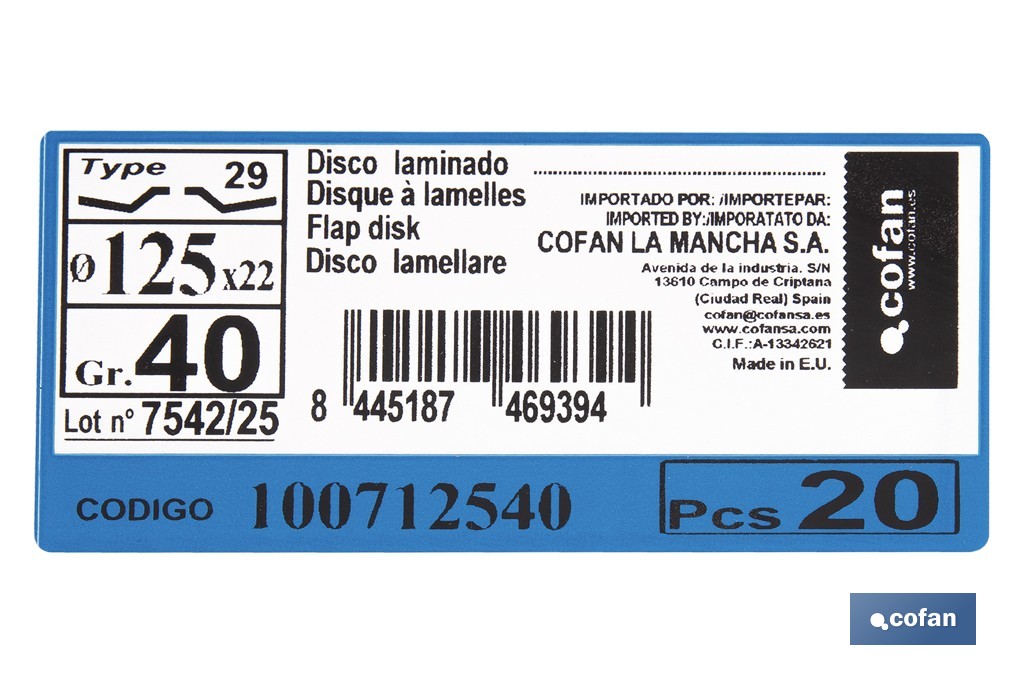 Type 29
Ø 125x22
Gr. 40
Lot nº 7542/25
Disco laminado
Disque à lamelles
Flap disk
Disco lamellare
IMPORTADO POR: /IMPORTEPAR:
IMPORTED BY:/IMPORATATO DA:
COFAN LA MANCHA S.A.
Avenida de la industria. S/N
13610 Campo de Criptana
(Ciudad Real) Spain
cofan@cofansa.es
www.cofansa.com
C.I.F.:A-13342621
Made in E.U.
8 445187 469394
cofan
www.cofan.es
CODIGO 100712540
Pcs 20
cofan